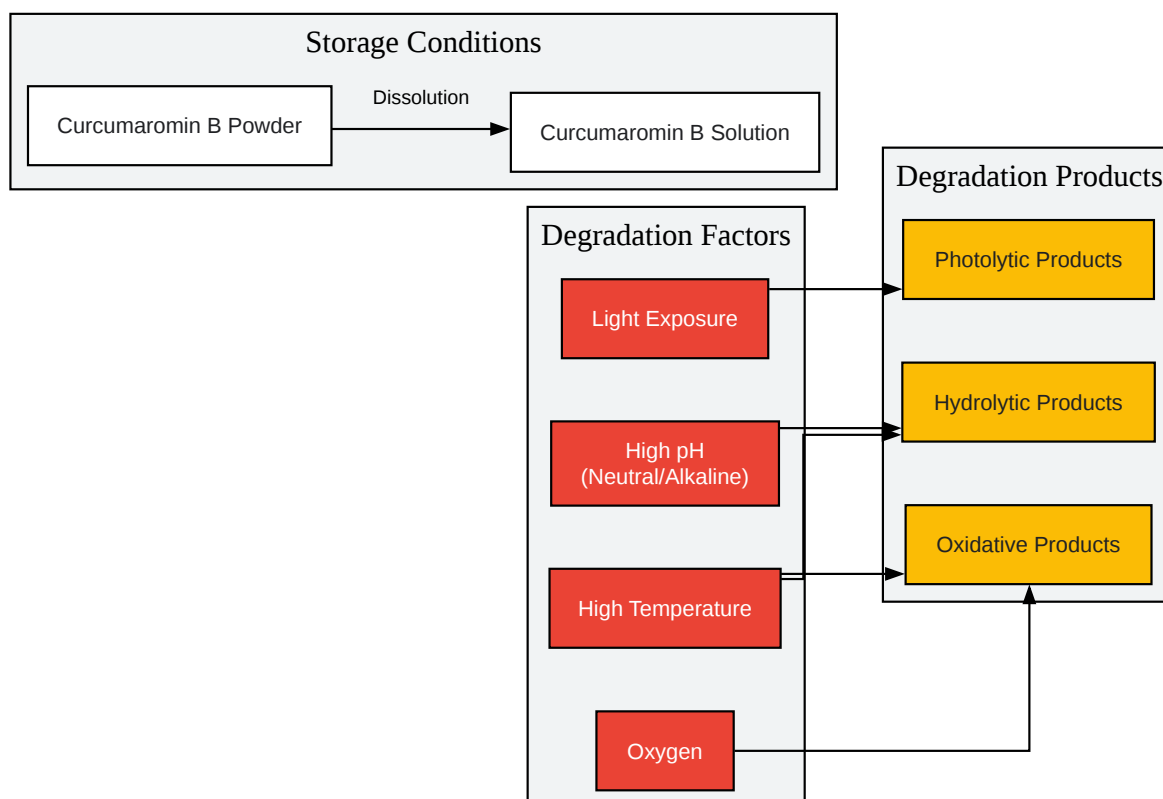 Storage Conditions
Curcumaromin B Powder
Dissolution
Curcumaromin B Solution
Degradation Factors
Light Exposure
High pH
(Neutral/Alkaline)
High Temperature
Oxygen
Degradation Products
Photolytic Products
Hydrolytic Products
Oxidative Products